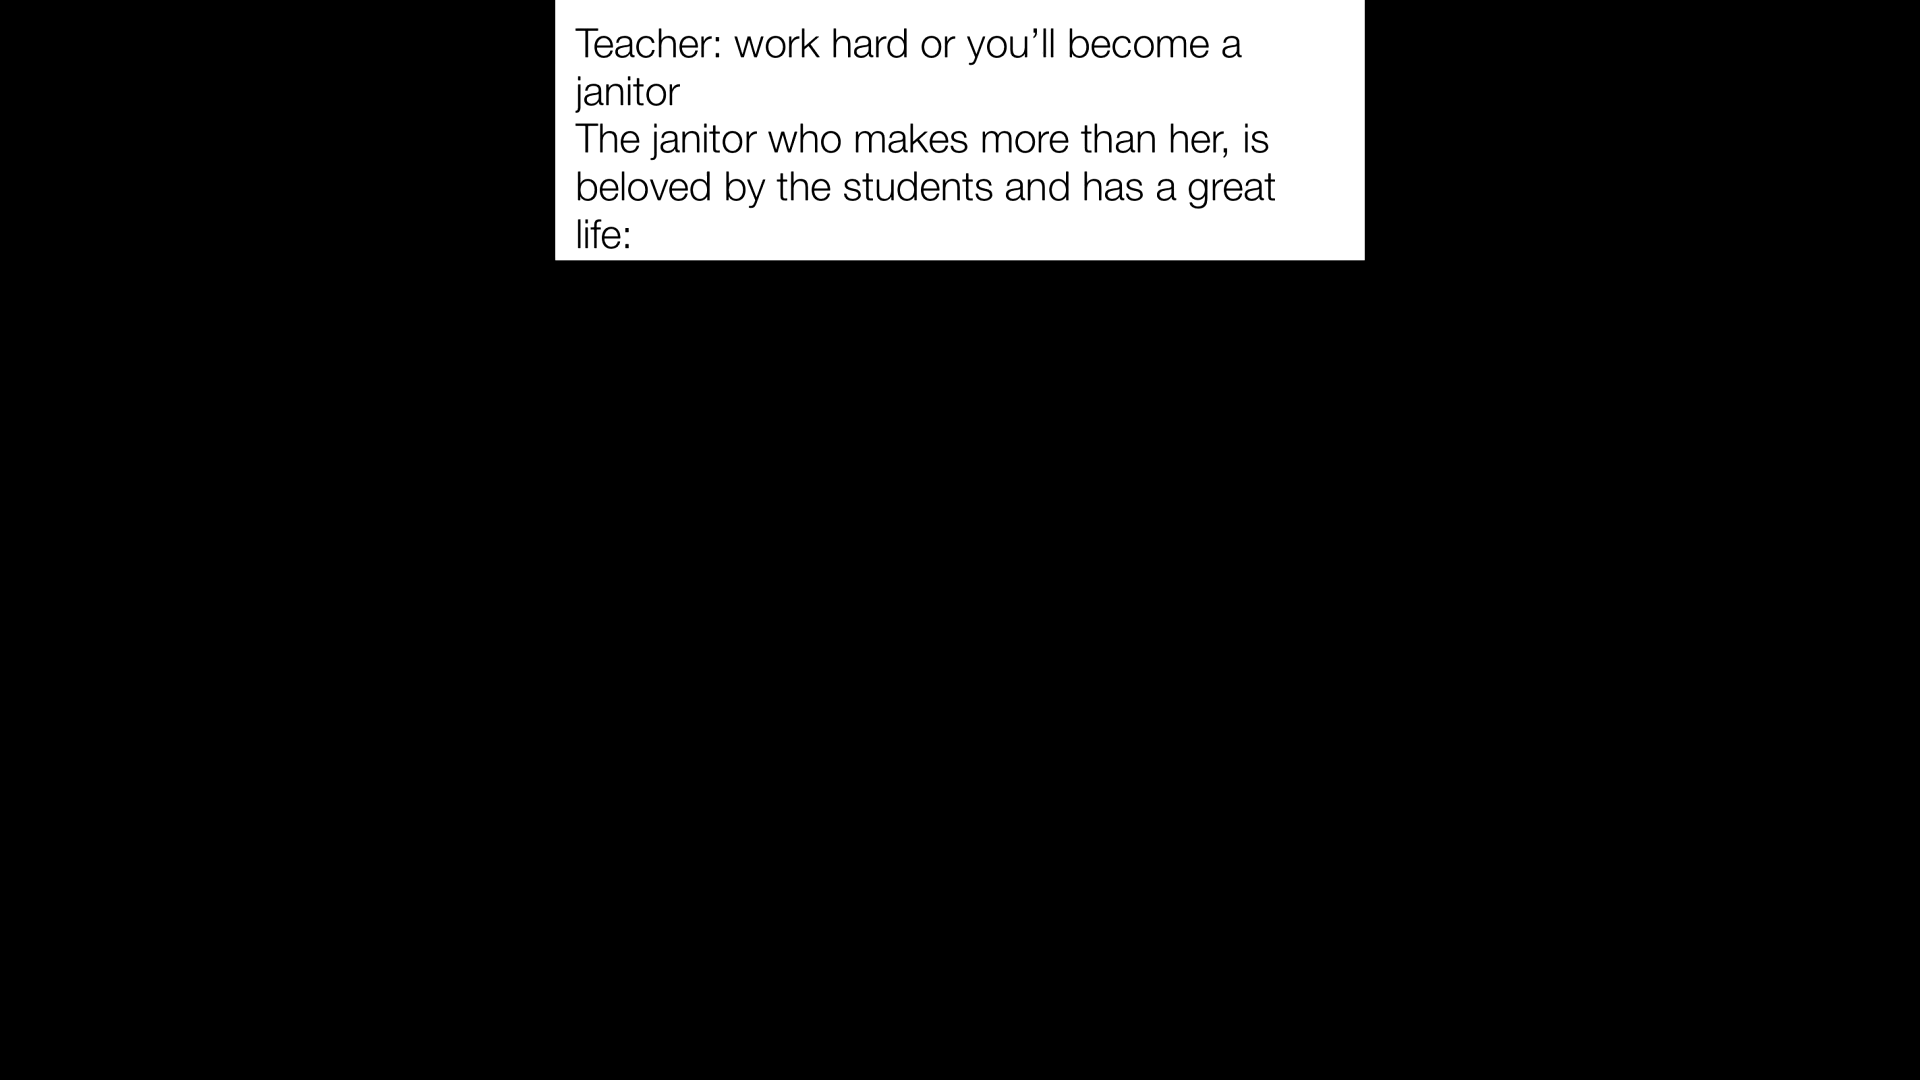 Teacher: work hard or you’ll become a
janitor
The janitor who makes more than her, is
beloved by the students and has a great
life: